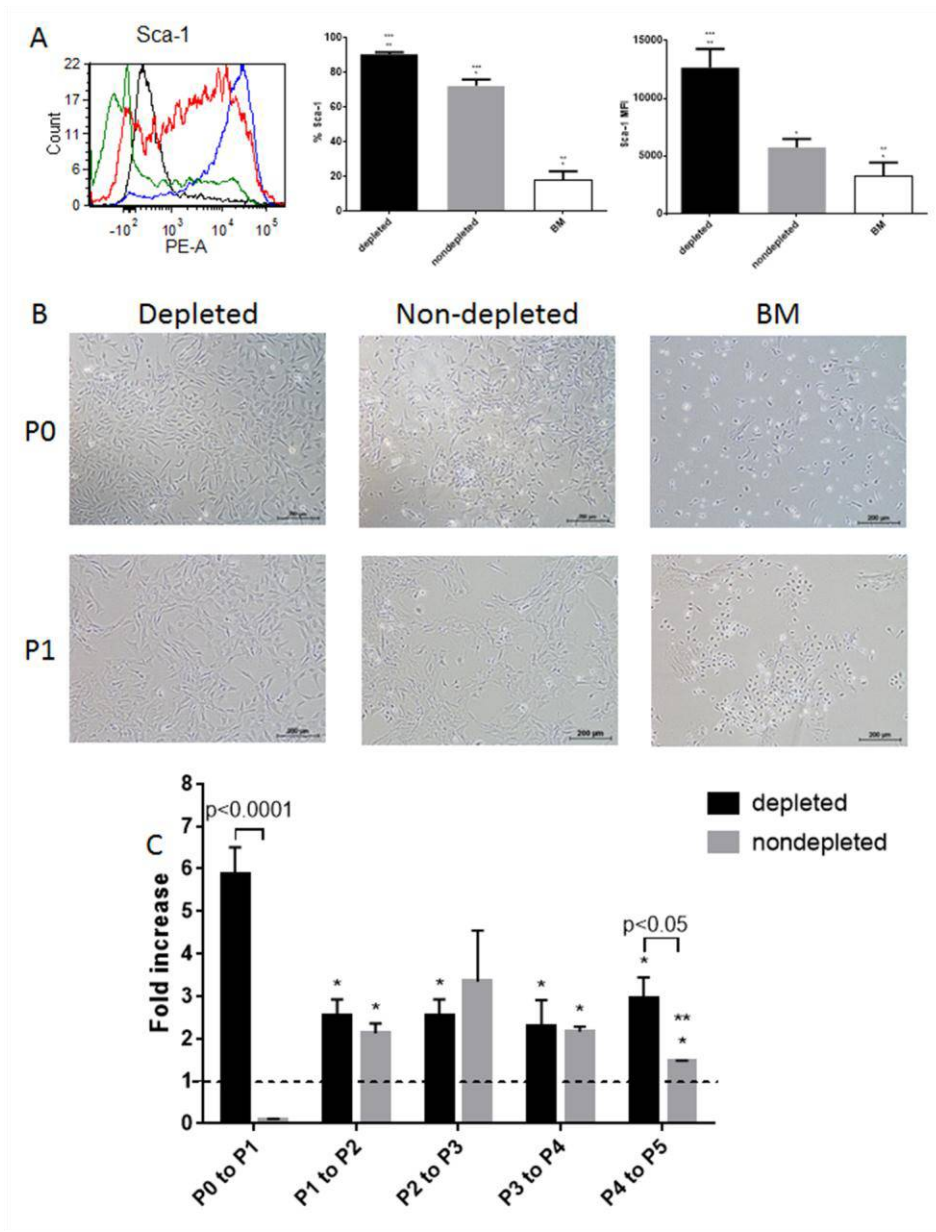 A
Sca-1
22
17
11
6
0
Count
-10² 10³ 10⁴ 10⁵
PE-A
100
80
60
40
20
0
% Sca-1
***
**
***
*
**
*
depleted
nondepleted
BM
15000
10000
5000
0
Sca-1 MFI
***
**
*
**
*
depleted
nondepleted
BM
B
Depleted Non-depleted BM
P0
200 µm
P1
200 µm
200 µm
200 µm
C
8
7
6
5
4
3
2
1
0
Fold increase
p<0.0001
depleted
nondepleted
p<0.05
* * * * * * **
*
P0 to P1
P1 to P2
P2 to P3
P3 to P4
P4 to P5